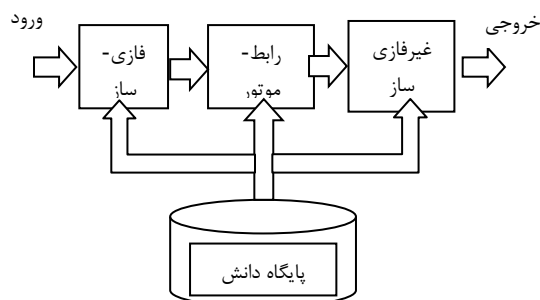 ورود
خروجی
فازی-
ساز
رابط-
موتور
غیرفازی
ساز
پایگاه دانش